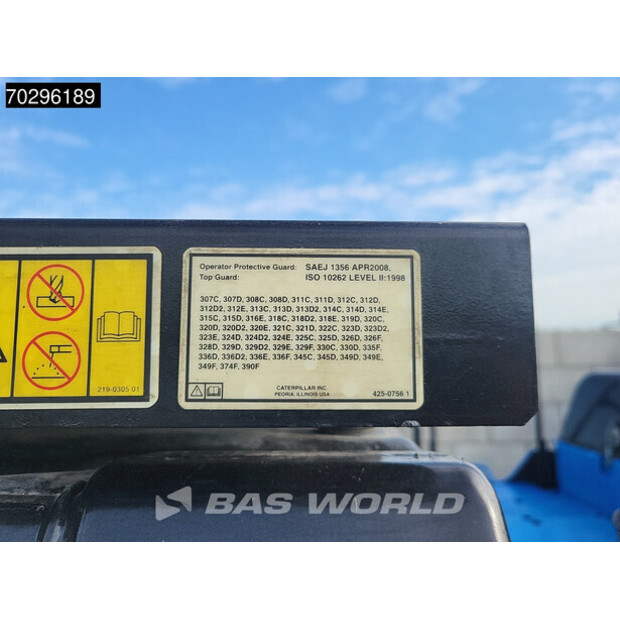 70296189
Operator Protective Guard: SAEJ 1356 APR2008,
Top Guard: ISO 10262 LEVEL II:1998
307C, 307D, 308C, 308D, 311C, 311D, 312C, 312D,
312D2, 312E, 313C, 313D, 313D2, 314C, 314D, 314E,
315C, 315D, 316E, 318C, 318D2, 318E, 319D, 320C,
320D, 320D2, 320E, 321C, 321D, 322C, 323D, 323D2,
323E, 324D, 324D2, 324E, 325C, 325D, 326D, 326F,
328D, 329D, 329D2, 329E, 329F, 330C, 330D, 335F,
336D, 336D2, 336E, 336F, 345C, 345D, 349D, 349E,
349F, 374F, 390F
CATERPILLAR INC.
PEORIA, ILLINOIS USA
425-0756 1
219-0305 01
BAS WORLD